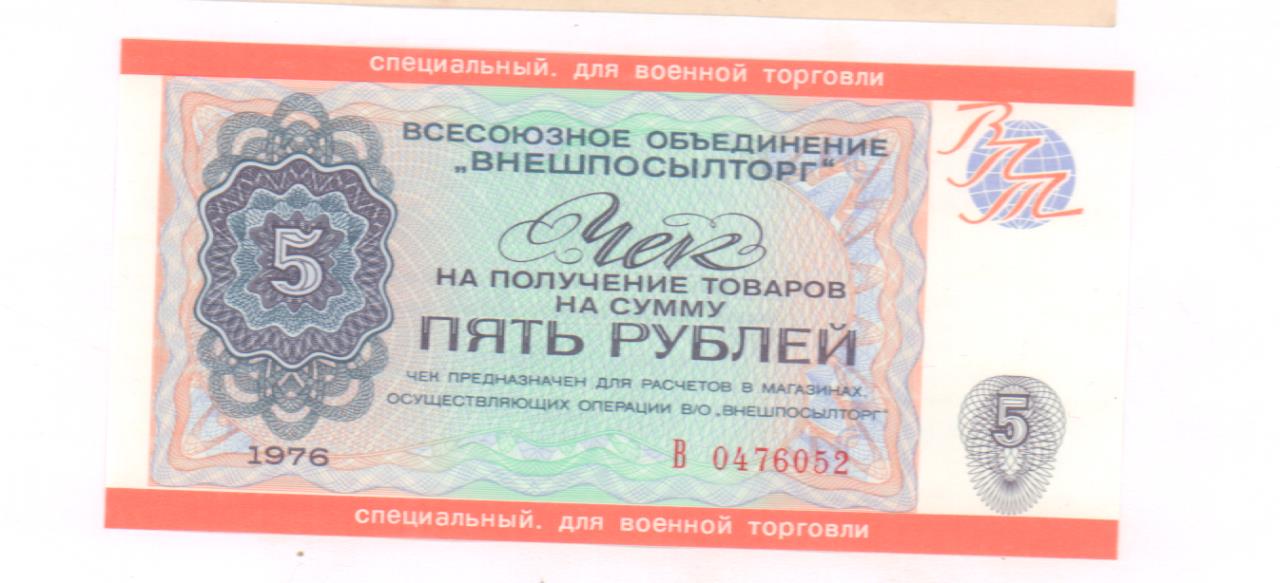 специальный. для военной торговли
ВСЕСОЮЗНОЕ ОБЪЕДИНЕНИЕ
„ВНЕШПОСЫЛТОРГ"
ВПТ
Чек
НА ПОЛУЧЕНИЕ ТОВАРОВ
НА СУММУ
ПЯТЬ РУБЛЕЙ
5
ЧЕК ПРЕДНАЗНАЧЕН ДЛЯ РАСЧЕТОВ В МАГАЗИНАХ,
ОСУЩЕСТВЛЯЮЩИХ ОПЕРАЦИИ В/О „ВНЕШПОСЫЛТОРГ"
5
1976
В 0476052
специальный. для военной торговли